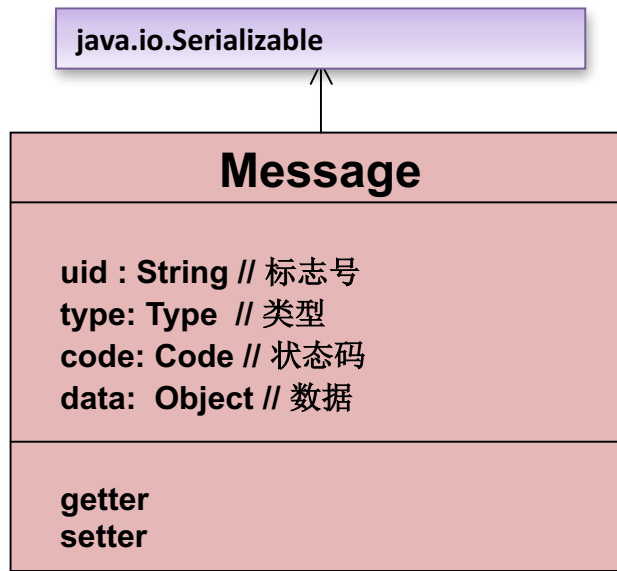 java.io.Serializable
Message
uid : String // 标志号
type: Type // 类型
code: Code // 状态码
data: Object // 数据
getter
setter